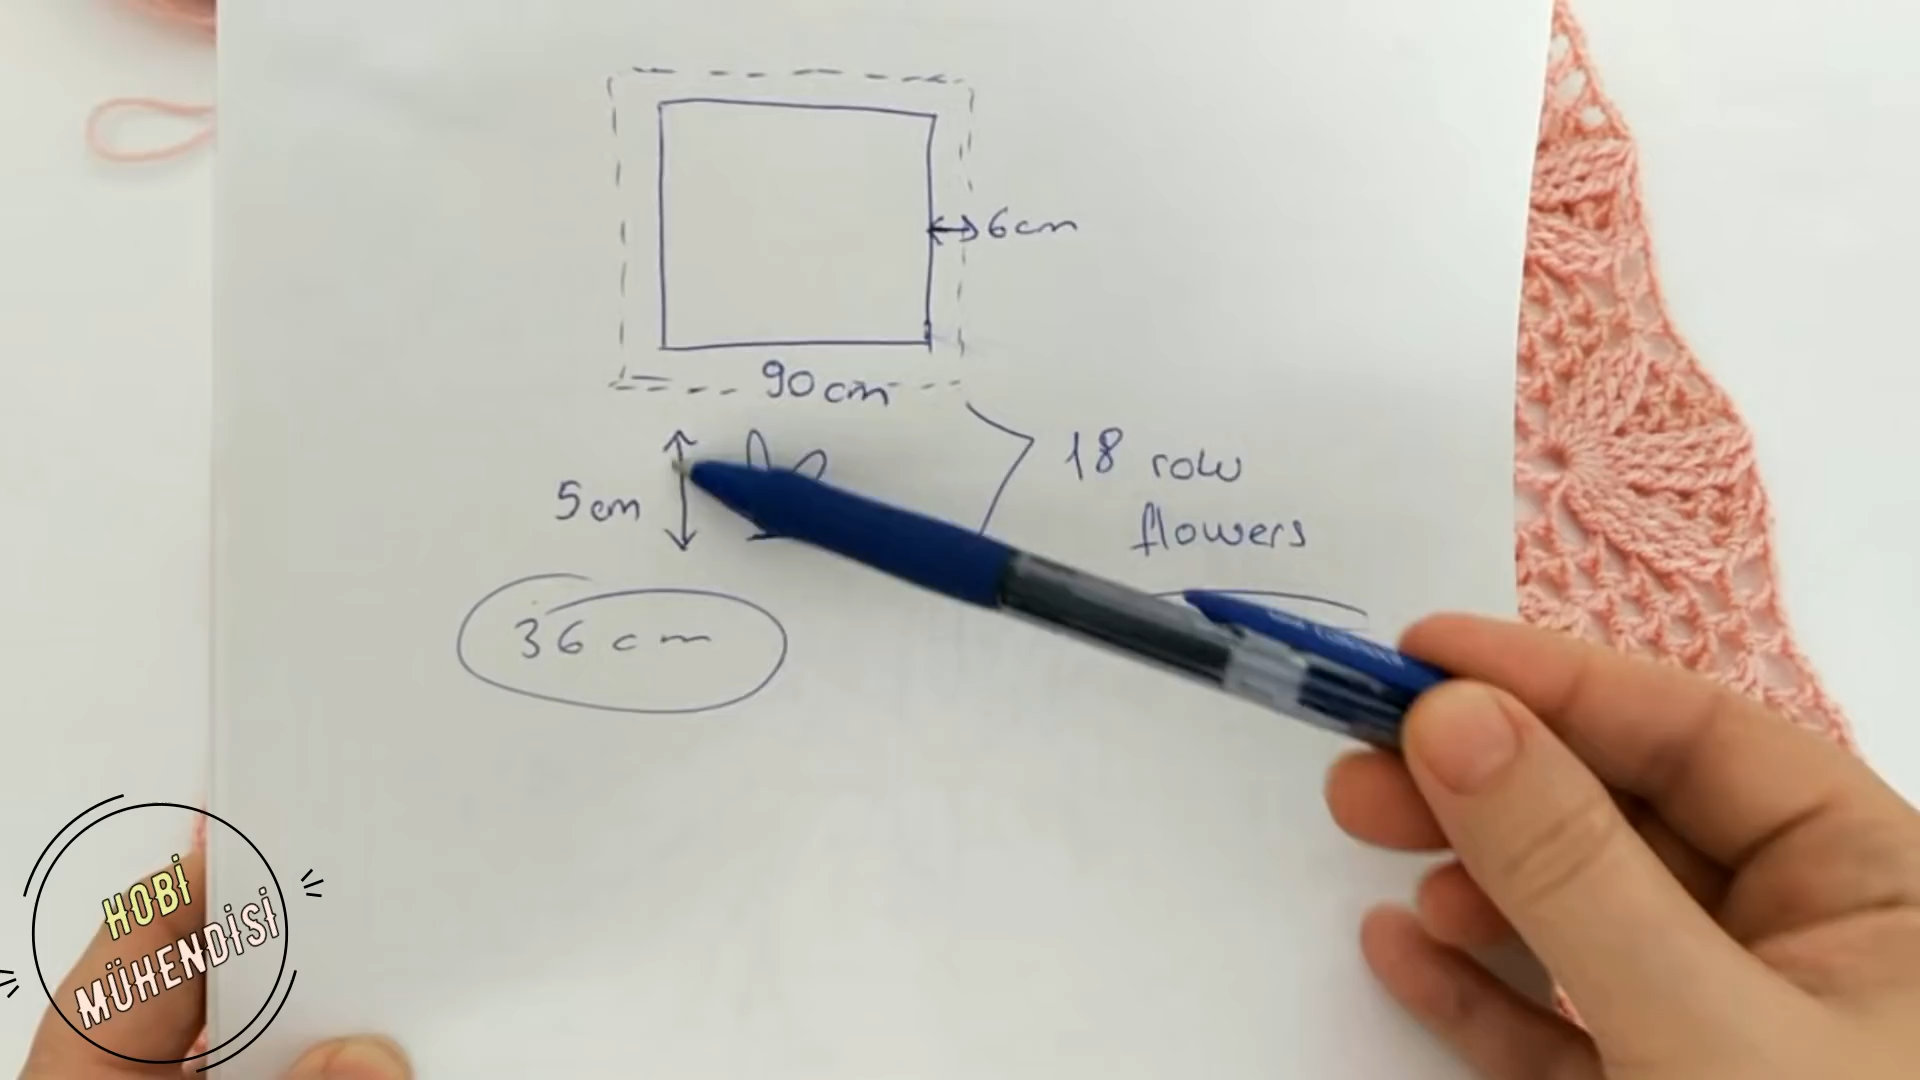 6cm
90cm
5cm
18 row
flowers
36cm
HOBİ
MÜHENDİSİ